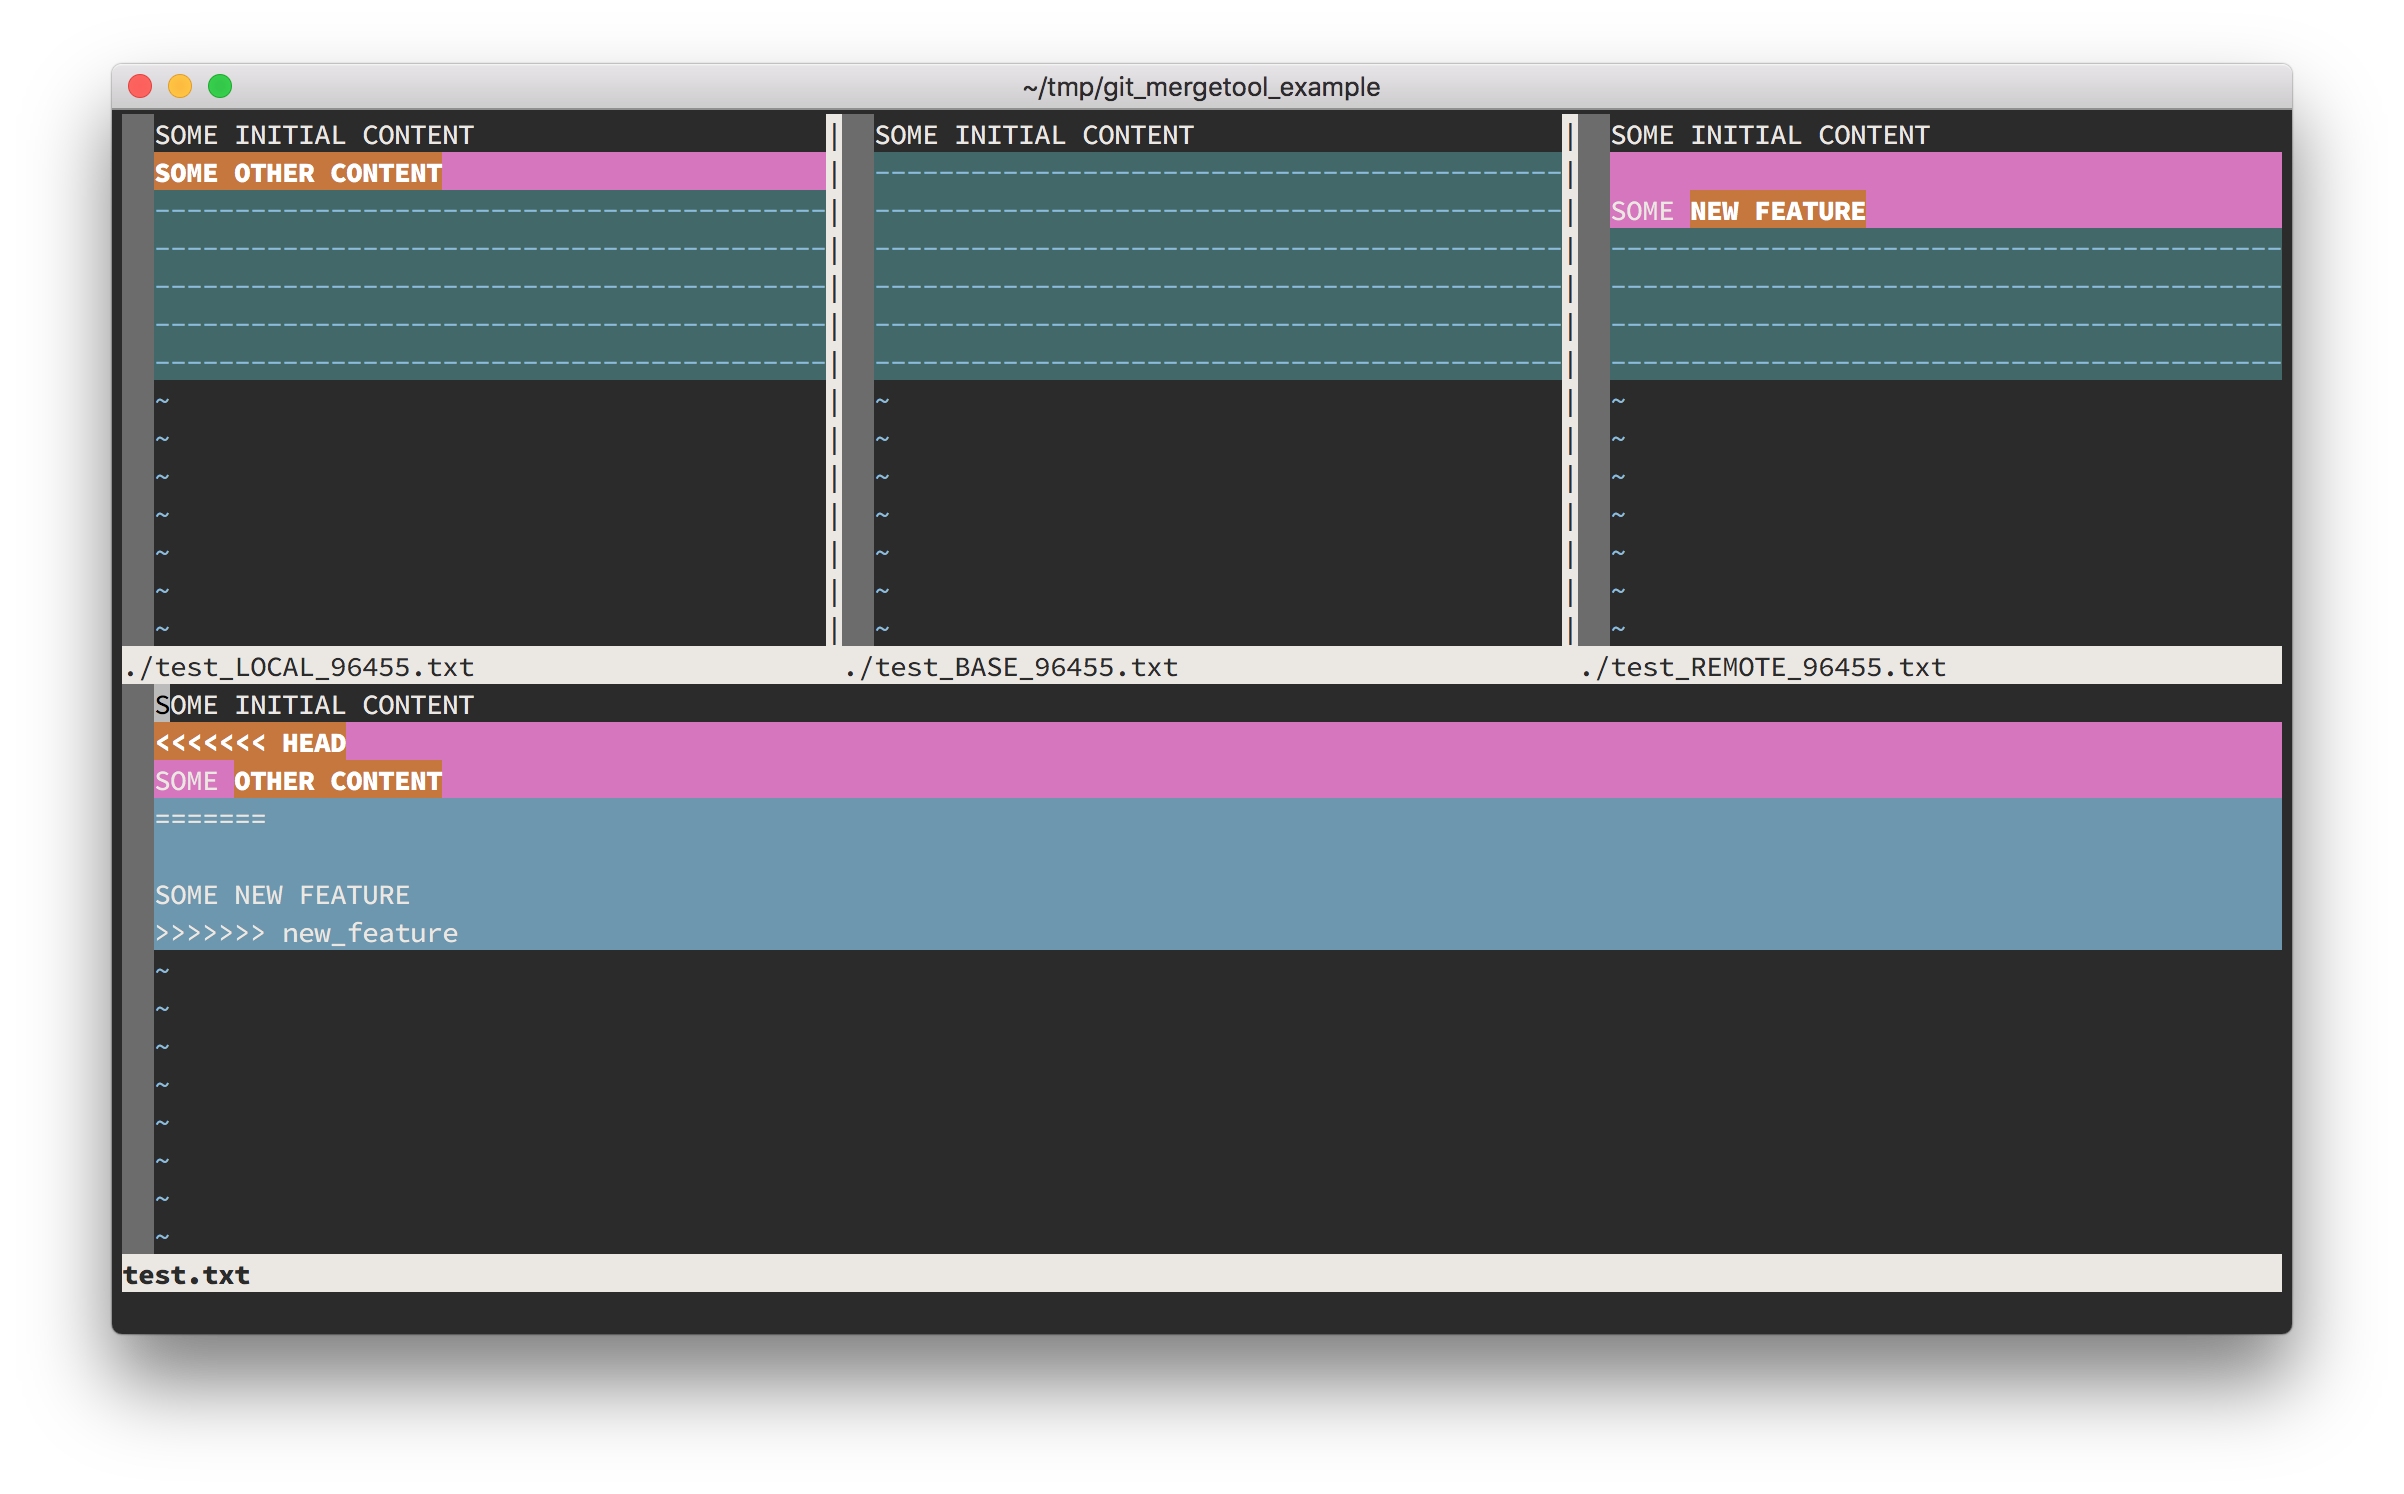 ~/tmp/git_mergetool_example
SOME INITIAL CONTENT
SOME OTHER CONTENT
~
~
~
~
~
~
~
./test_LOCAL_96455.txt
SOME INITIAL CONTENT
~
~
~
~
~
~
~
./test_BASE_96455.txt
SOME INITIAL CONTENT
SOME NEW FEATURE
~
~
~
~
~
~
~
./test_REMOTE_96455.txt
SOME INITIAL CONTENT
<<<<<<< HEAD
SOME OTHER CONTENT
=======
SOME NEW FEATURE
>>>>>>> new_feature
~
~
~
~
~
~
~
~
test.txt